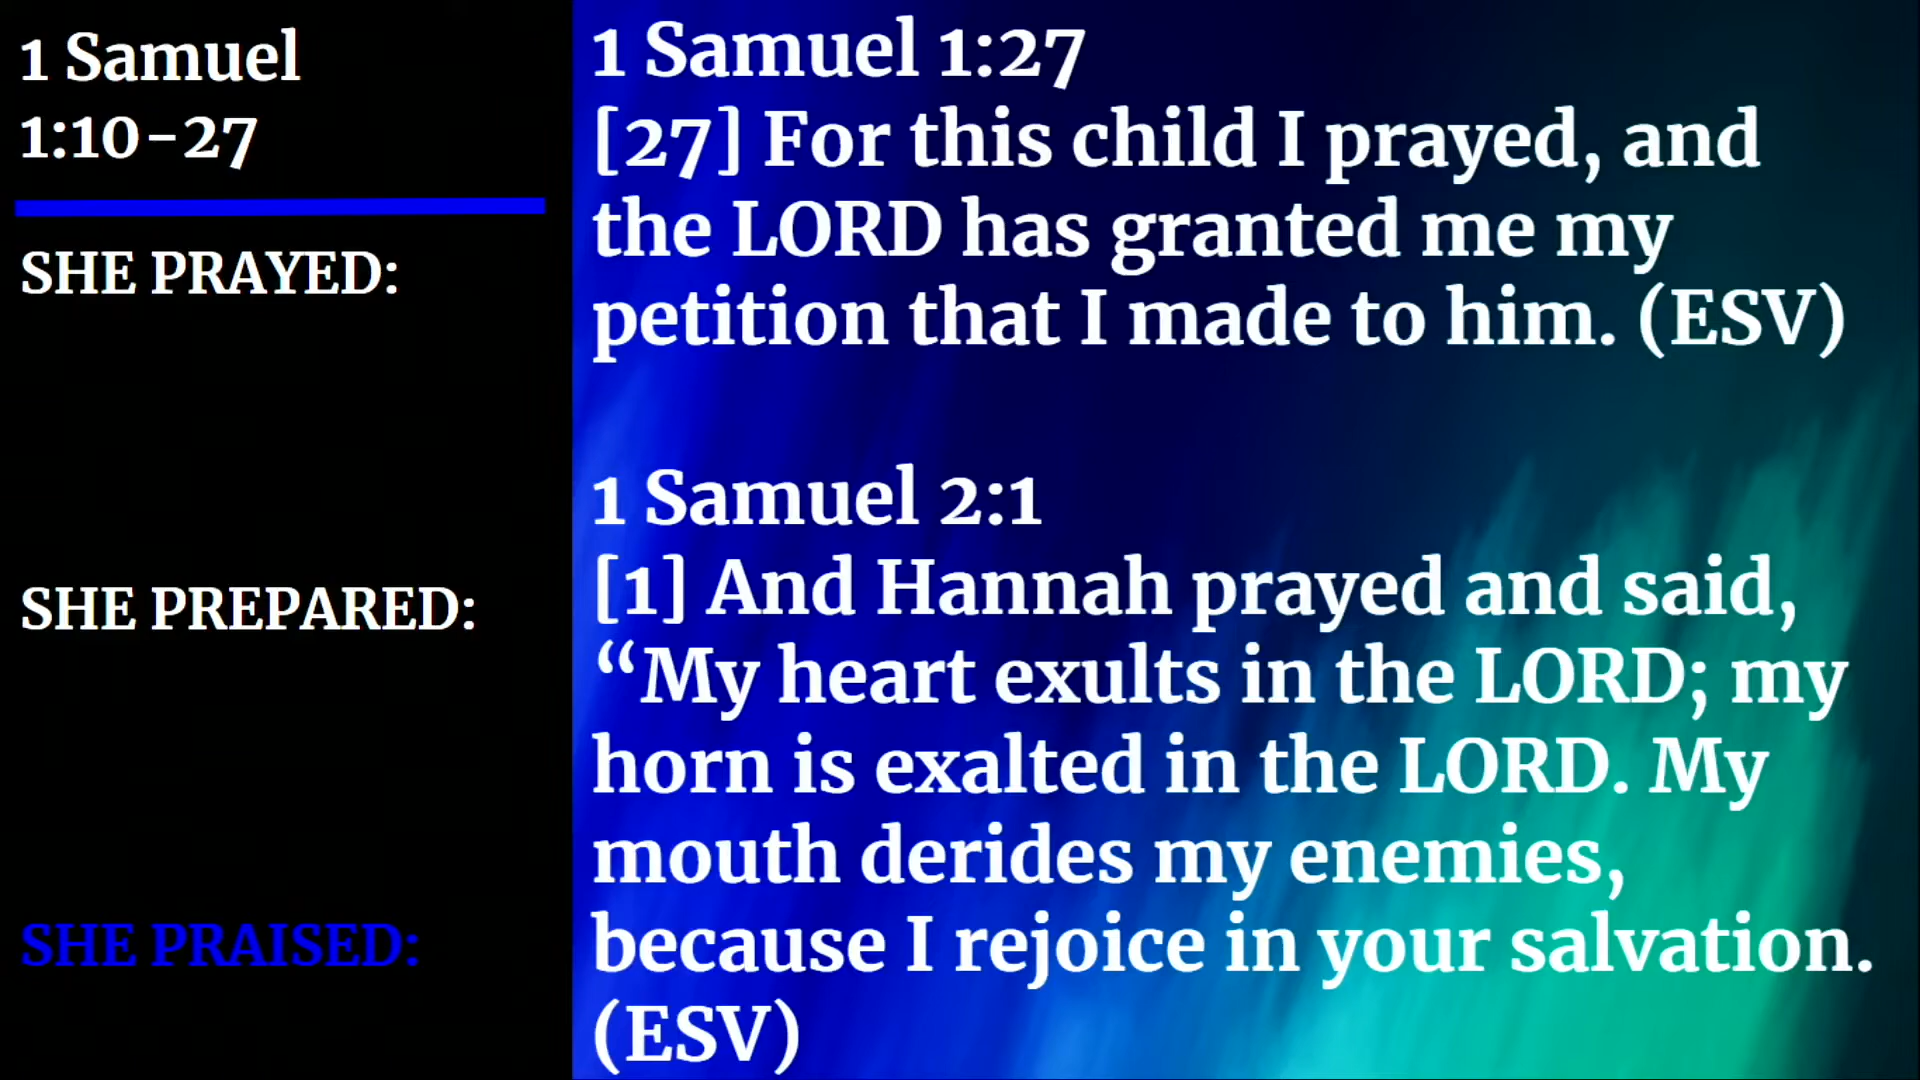 1 Samuel
1:10-27
SHE PRAYED:
SHE PREPARED:
SHE PRAISED:
1 Samuel 1:27
[27] For this child I prayed, and
the LORD has granted me my
petition that I made to him. (ESV)
1 Samuel 2:1
[1] And Hannah prayed and said,
“My heart exults in the LORD; my
horn is exalted in the LORD. My
mouth derides my enemies,
because I rejoice in your salvation.
(ESV)